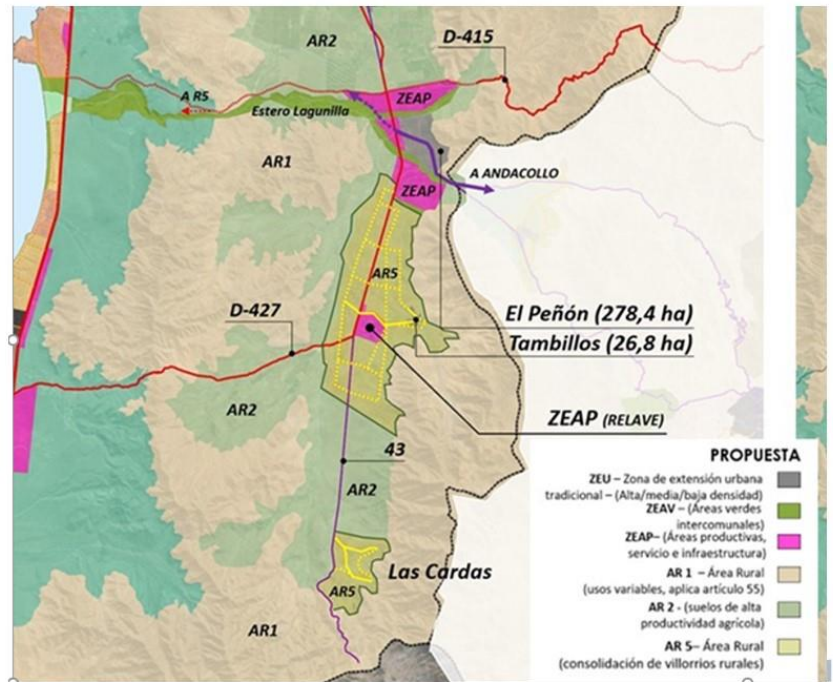 AR2
D-415
ZEAP
A R5
Estero Lagunilla
AR1
A ANDACOLLO
ZEAP
AR5
D-427
El Peñón (278,4 ha)
Tambillos (26,8 ha)
AR2
ZEAP (RELAVE)
43
AR2
Las Cardas
AR5
AR1
PROPUESTA
ZEU – Zona de extensión urbana
tradicional – (Alta/media/baja densidad)
ZEAV – (Áreas verdes
intercomunales)
ZEAP– (Áreas productivas,
servicio e infraestructura)
AR 1 – Área Rural
(usos variables, aplica artículo 55)
AR 2 - (suelos de alta
productividad agrícola)
AR 5– Área Rural
(consolidación de villorrios rurales)